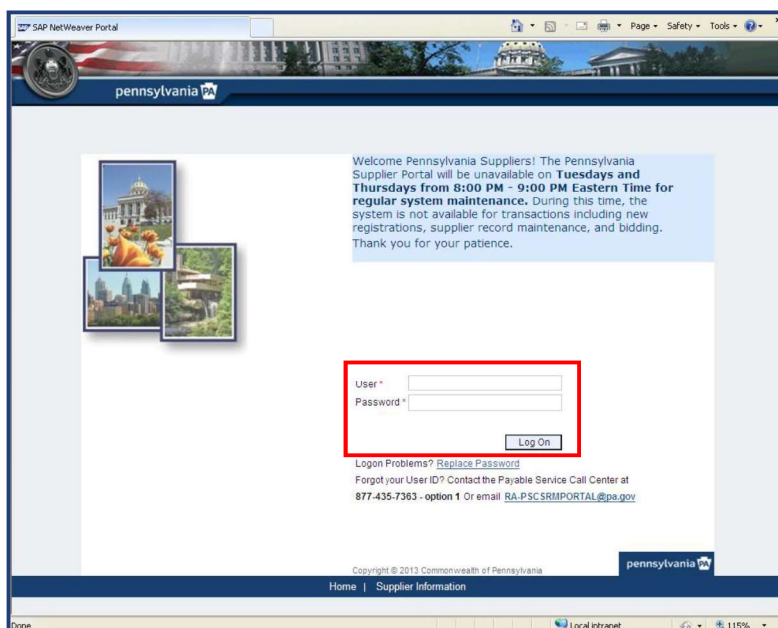 SAP NetWeaver Portal
Page
Safety
Tools
pennsylvania PA
Welcome Pennsylvania Suppliers! The Pennsylvania
Supplier Portal will be unavailable on Tuesdays and
Thursdays from 8:00 PM - 9:00 PM Eastern Time for
regular system maintenance. During this time, the
system is not available for transactions including new
registrations, supplier record maintenance, and bidding.
Thank you for your patience.
User *
Password *
Log On
Logon Problems? Replace Password
Forgot your User ID? Contact the Payable Service Call Center at
877-435-7363 - option 1 Or email RA-PSCSRMPORTAL@pa.gov
pennsylvania PA
Copyright © 2013 Commonwealth of Pennsylvania
Home | Supplier Information
Done
Local intranet
115%